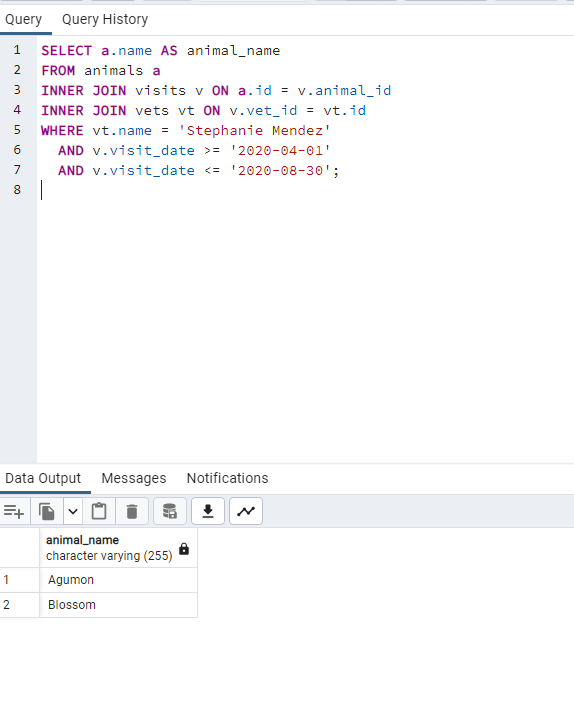 Query Query History
1 SELECT a.name AS animal_name
2 FROM animals a
3 INNER JOIN visits v ON a.id = v.animal_id
4 INNER JOIN vets vt ON v.vet_id = vt.id
5 WHERE vt.name = 'Stephanie Mendez'
6   AND v.visit_date >= '2020-04-01'
7   AND v.visit_date <= '2020-08-30';
8
Data Output Messages Notifications
animal_name
character varying (255)
1 Agumon
2 Blossom